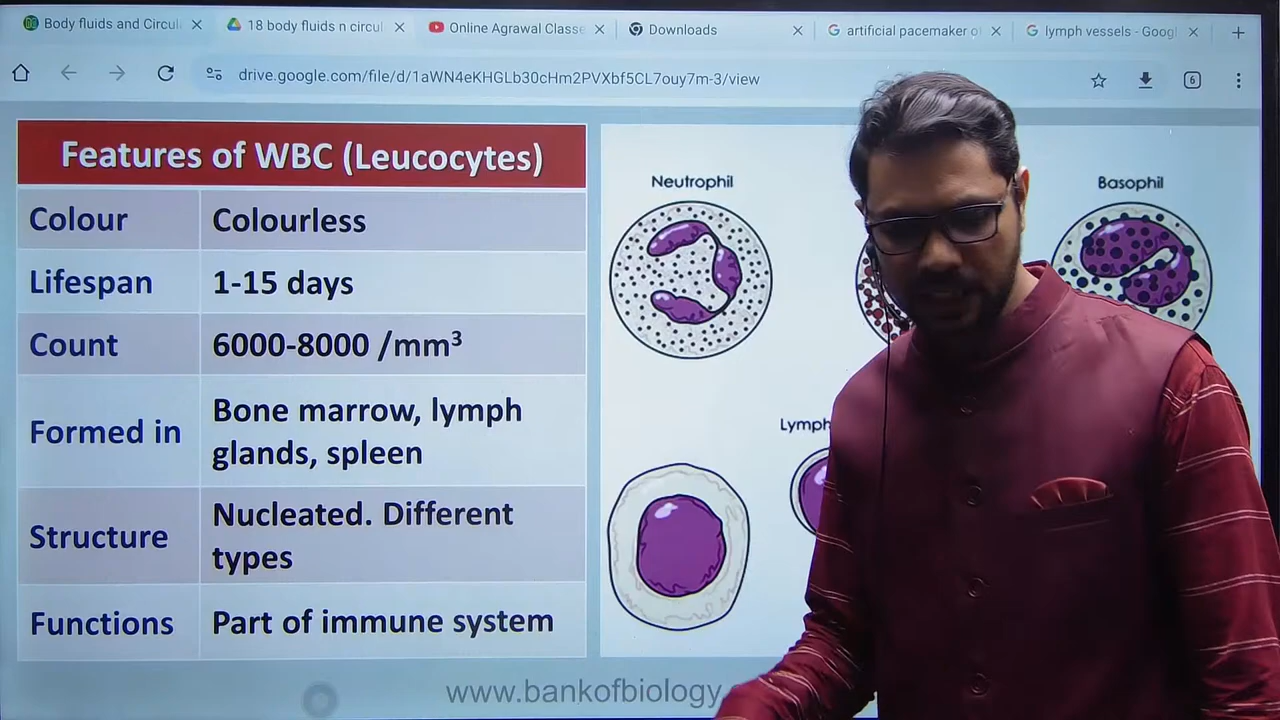 Body fluids and Circul
18 body fluids n circul
Online Agrawal Classe
Downloads
artificial pacemaker o
lymph vessels - Googl
drive.google.com/file/d/1aWN4eKHGLb30cHm2PVXbf5CL7ouy7m-3/view
6
Features of WBC (Leucocytes)
Colour
Colourless
Lifespan
1-15 days
Count
6000-8000 /mm³
Formed in
Bone marrow, lymph
glands, spleen
Structure
Nucleated. Different
types
Functions
Part of immune system
Neutrophil
Basophil
Lymph
www.bankofbiology